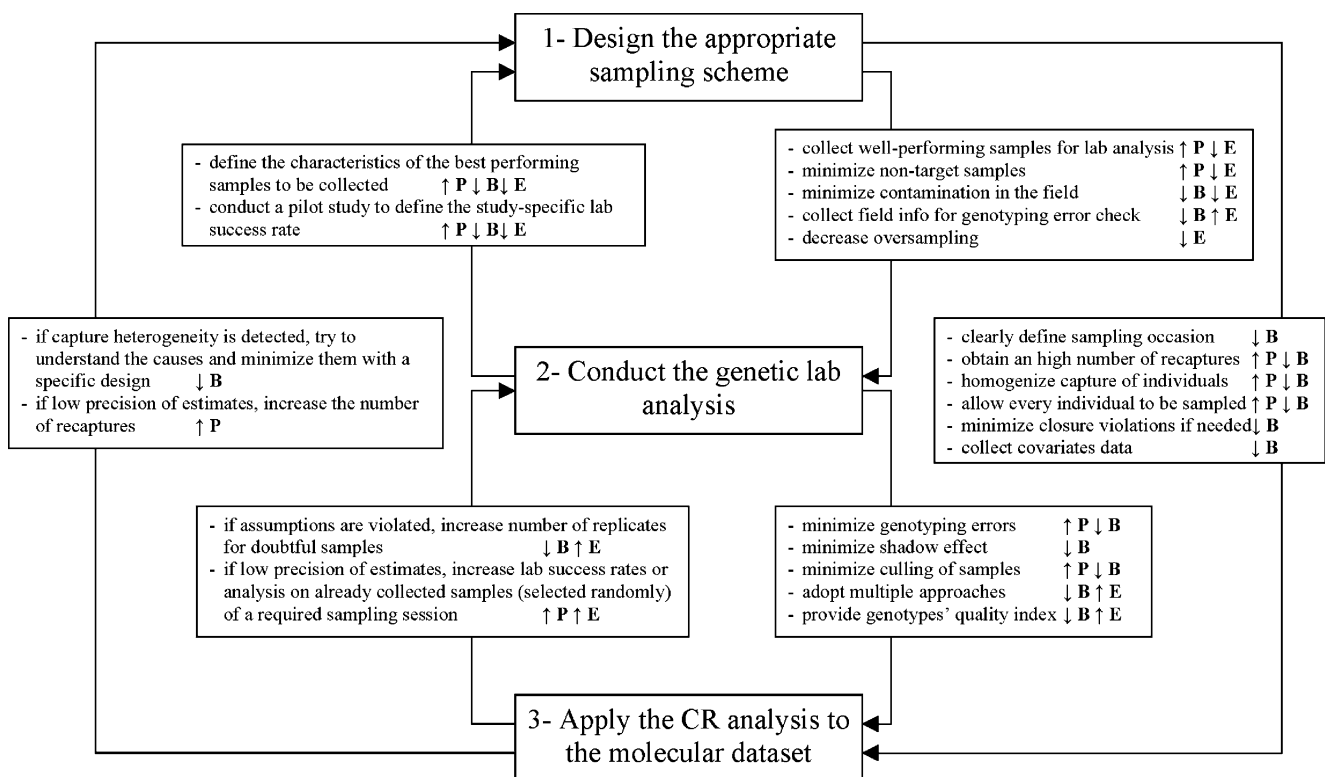 1- Design the appropriate
sampling scheme
- define the characteristics of the best performing
samples to be collected ↑ P ↓ B↓ E
- conduct a pilot study to define the study-specific lab
success rate ↑ P ↓ B↓ E
- collect well-performing samples for lab analysis ↑ P ↓ E
- minimize non-target samples ↑ P ↓ E
- minimize contamination in the field ↓ B ↓ E
- collect field info for genotyping error check ↓ B ↑ E
- decrease oversampling ↓ E
- if capture heterogeneity is detected, try to
understand the causes and minimize them with a
specific design ↓ B
- if low precision of estimates, increase the number
of recaptures ↑ P
2- Conduct the genetic lab
analysis
- clearly define sampling occasion ↓ B
- obtain an high number of recaptures ↑ P ↓ B
- homogenize capture of individuals ↑ P ↓ B
- allow every individual to be sampled ↑ P ↓ B
- minimize closure violations if needed ↓ B
- collect covariates data ↓ B
- if assumptions are violated, increase number of replicates
for doubtful samples ↓ B ↑ E
- if low precision of estimates, increase lab success rates or
analysis on already collected samples (selected randomly)
of a required sampling session ↑ P ↑ E
- minimize genotyping errors ↑ P ↓ B
- minimize shadow effect ↓ B
- minimize culling of samples ↑ P ↓ B
- adopt multiple approaches ↓ B ↑ E
- provide genotypes’ quality index ↓ B ↑ E
3- Apply the CR analysis to
the molecular dataset